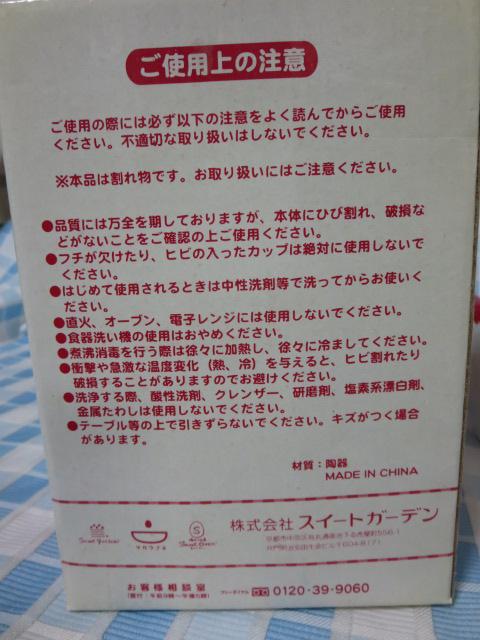 ご使用上の注意
ご使用の際には必ず以下の注意をよく読んでからご使用
ください。不適切な取り扱いはしないでください。
※本品は割れ物です。お取り扱いにはご注意ください。
●品質には万全を期しておりますが、本体にひび割れ、破損な
どがないことをご確認の上ご使用ください。
●フチが欠けたり、ヒビの入ったカップは絶対に使用しないで
ください。
●はじめて使用されるときは中性洗剤等で洗ってからお使いく
ださい。
●直火、オーブン、電子レンジには使用しないでください。
●食器洗い機の使用はおやめください。
●煮沸消毒を行う際は徐々に加熱し、徐々に冷ましてください。
●衝撃や急激な温度変化（熱、冷）を与えると、ヒビ割れたり
破損することがありますのでお避けください。
●洗浄する際、酸性洗剤、クレンザー、研磨剤、塩素系漂白剤、
金属たわしは使用しないでください。
●テーブル等の上で引きずらないでください。キズがつく場合
があります。
材質：陶器
MADE IN CHINA
株式会社 スイートガーデン
〒604-8171
お客様相談室
(受付：午前9時〜午後5時)
フリーダイヤル 0120-39-9060